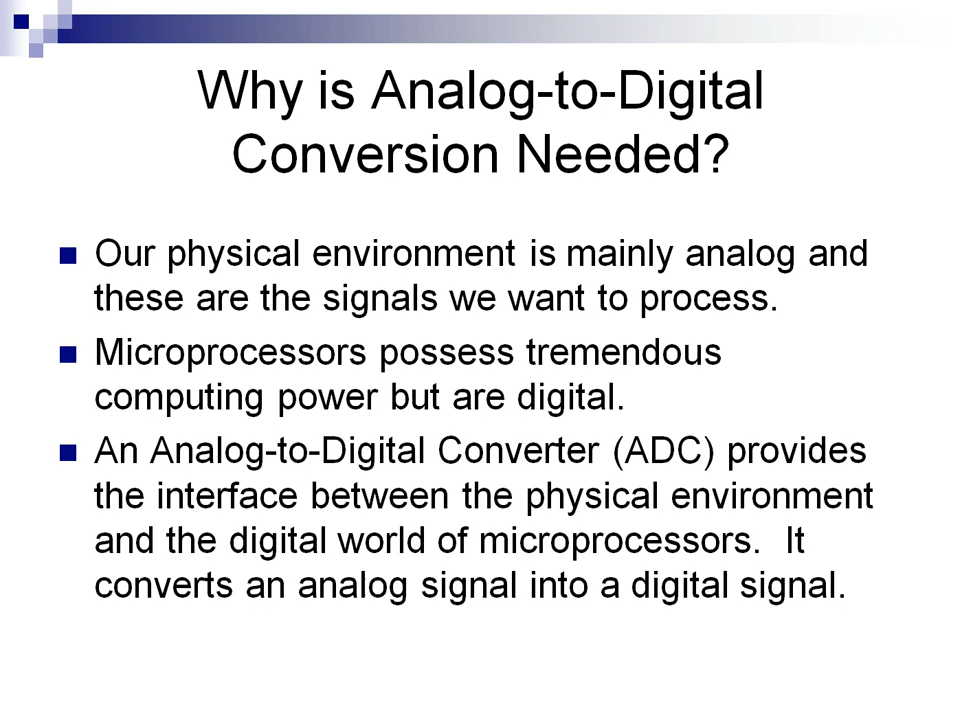 Why is Analog-to-Digital
Conversion Needed?
Our physical environment is mainly analog and
these are the signals we want to process.
Microprocessors possess tremendous
computing power but are digital.
An Analog-to-Digital Converter (ADC) provides
the interface between the physical environment
and the digital world of microprocessors.  It
converts an analog signal into a digital signal.